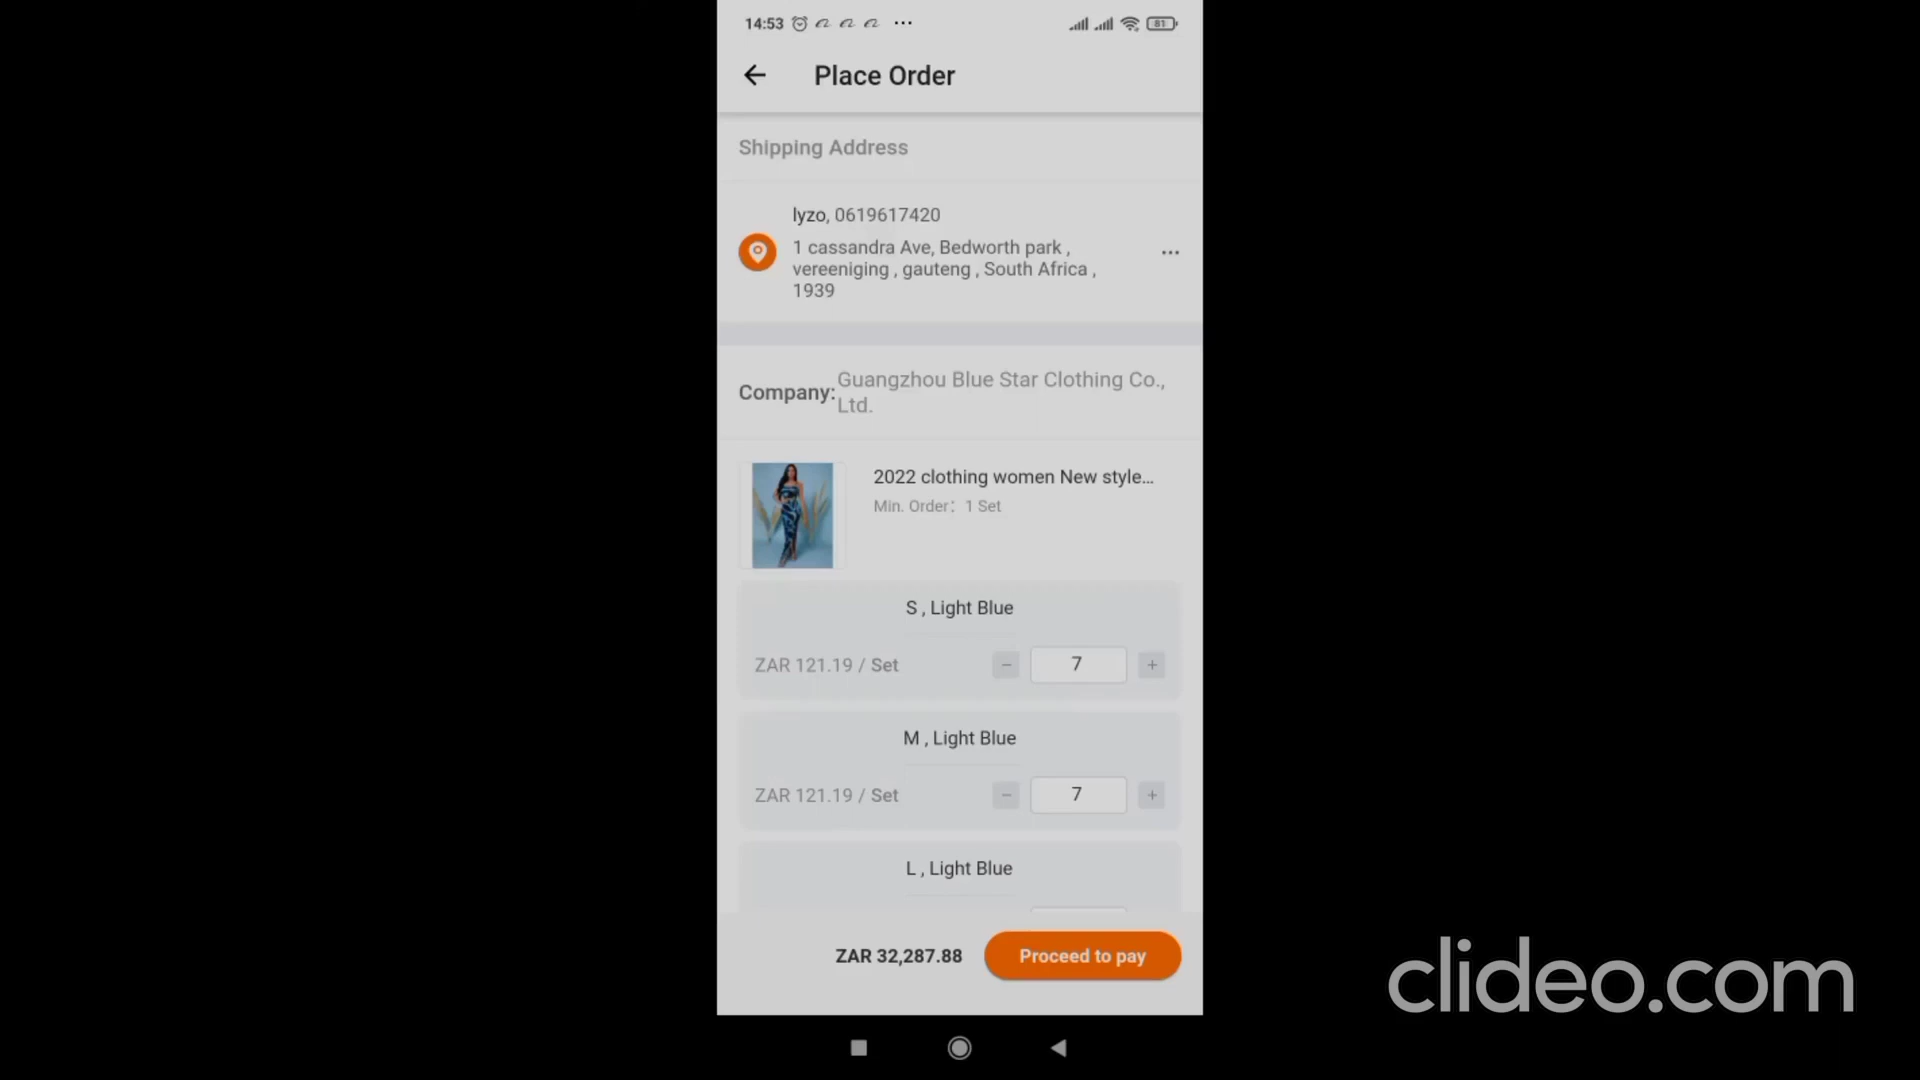 14:53
81
Place Order
Shipping Address
lyzo, 0619617420
1 cassandra Ave, Bedworth park ,
vereeniging , gauteng , South Africa ,
1939
Company: Guangzhou Blue Star Clothing Co.,
Ltd.
2022 clothing women New style...
Min. Order: 1 Set
S , Light Blue
ZAR 121.19 / Set
− 7 +
M , Light Blue
ZAR 121.19 / Set
− 7 +
L , Light Blue
ZAR 32,287.88
Proceed to pay
clideo.com